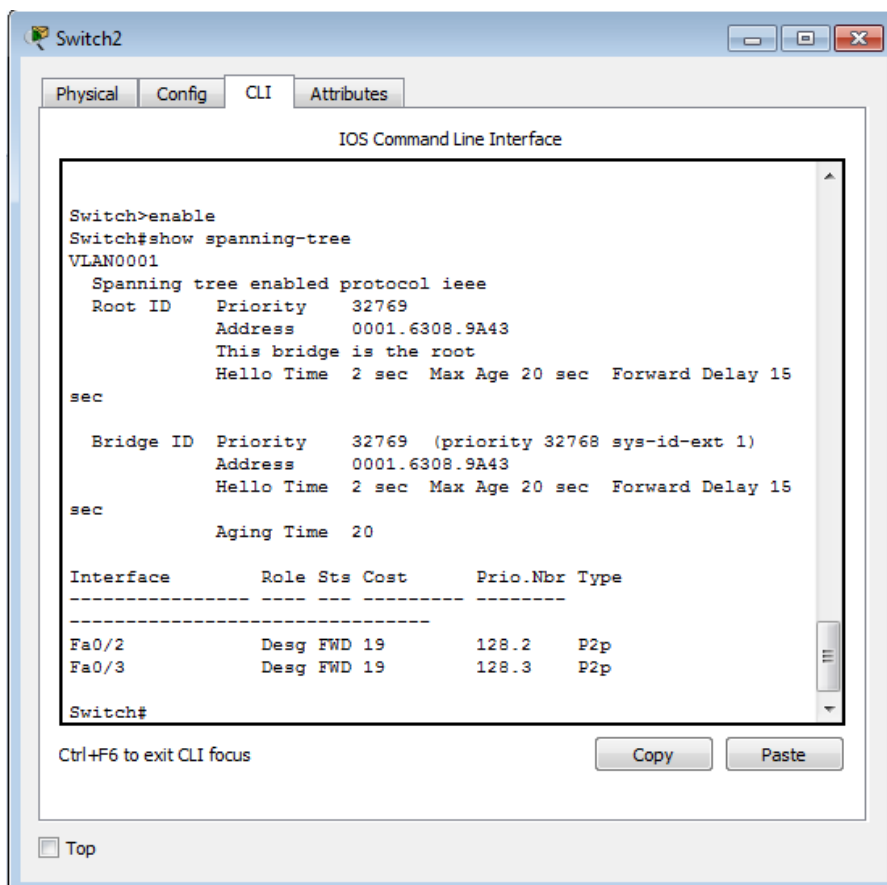 Switch2
Physical Config CLI Attributes
IOS Command Line Interface
Switch>enable
Switch#show spanning-tree
VLAN0001
  Spanning tree enabled protocol ieee
  Root ID    Priority    32769
             Address     0001.6308.9A43
             This bridge is the root
             Hello Time  2 sec  Max Age 20 sec  Forward Delay 15
sec
  Bridge ID  Priority    32769  (priority 32768 sys-id-ext 1)
             Address     0001.6308.9A43
             Hello Time  2 sec  Max Age 20 sec  Forward Delay 15
sec
             Aging Time  20
Interface        Role Sts Cost      Prio.Nbr Type
---------------- ---- --- --------- --------
--------------------------------
Fa0/2            Desg FWD 19        128.2    P2p
Fa0/3            Desg FWD 19        128.3    P2p
Switch#
Ctrl+F6 to exit CLI focus
Copy Paste
Top